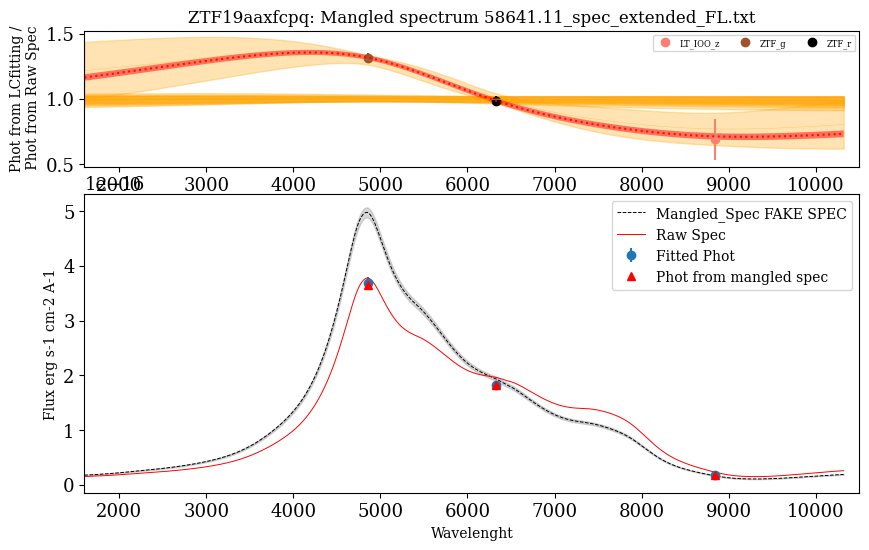 ZTF19aaxfcpq: Mangled spectrum 58641.11_spec_extended_FL.txt
Phot from LCfitting /
Phot from Raw Spec
1.5
1.0
0.5
LT_IOO_z
ZTF_g
ZTF_r
2000 3000 4000 5000 6000 7000 8000 9000 10000
1e−16
Flux erg s-1 cm-2 A-1
5
4
3
2
1
0
Mangled_Spec FAKE SPEC
Raw Spec
Fitted Phot
Phot from mangled spec
2000 3000 4000 5000 6000 7000 8000 9000 10000
Wavelenght